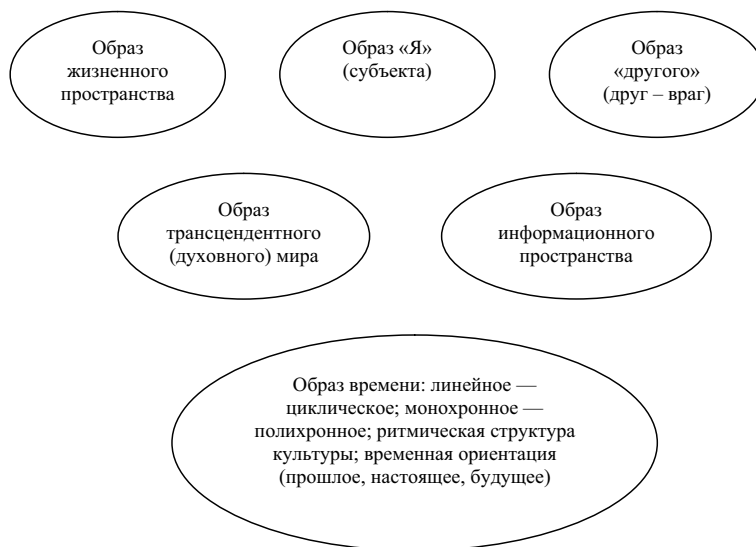 Образ
жизненного
пространства
Образ «Я»
(субъекта)
Образ
«другого»
(друг – враг)
Образ
трансцендентного
(духовного) мира
Образ
информационного
пространства
Образ времени: линейное —
циклическое; монохронное —
полихронное; ритмическая структура
культуры; временная ориентация
(прошлое, настоящее, будущее)